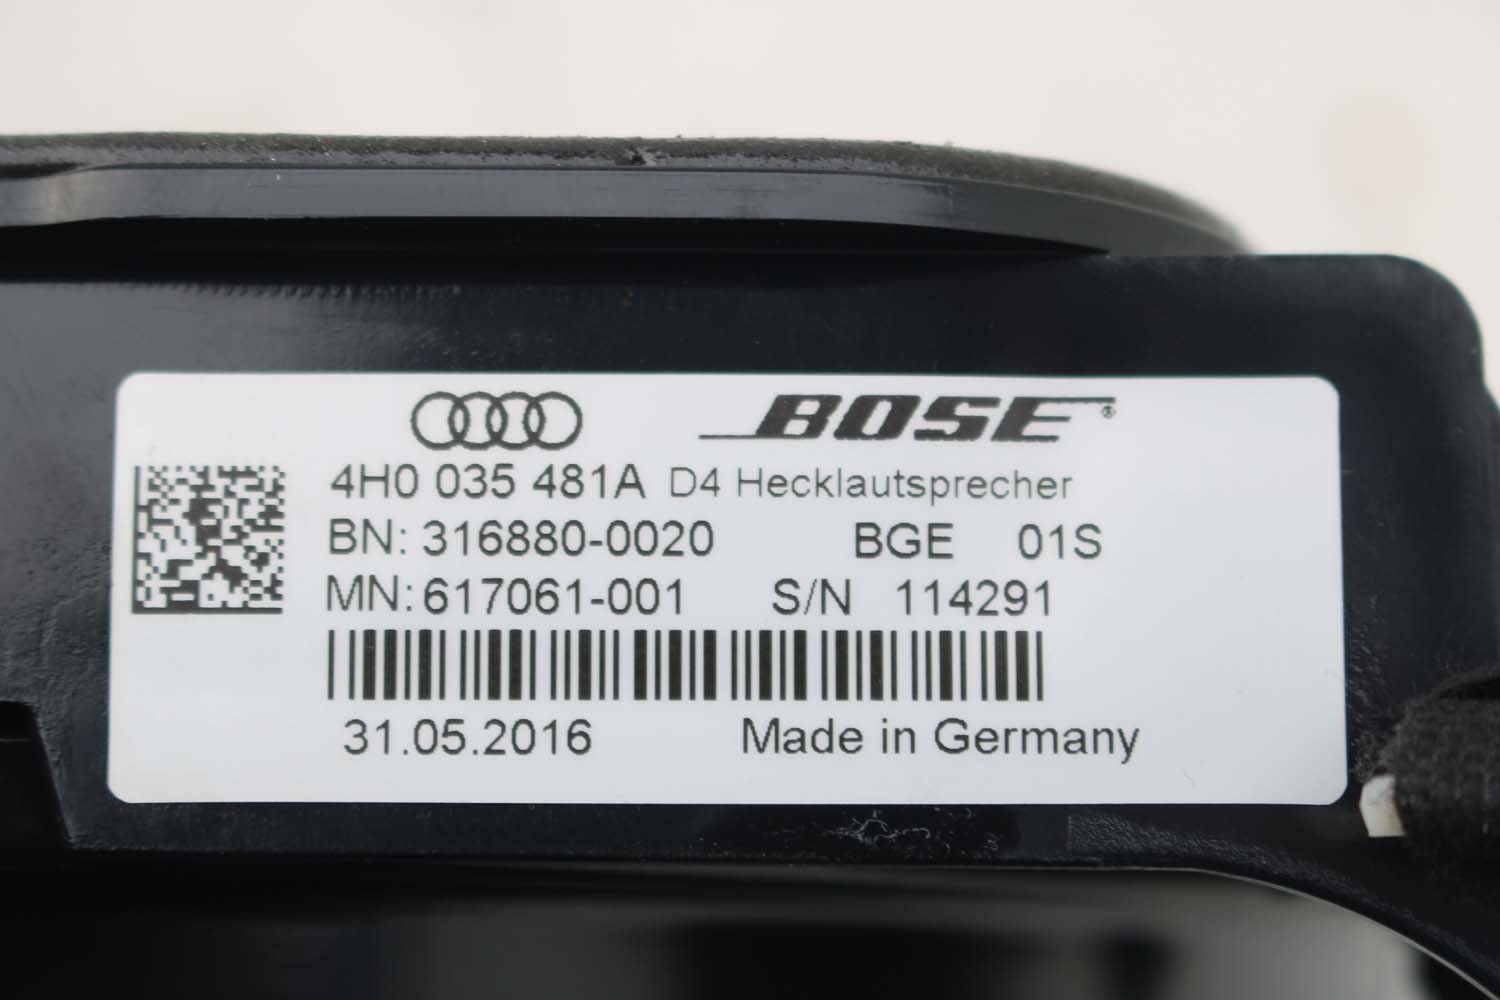 BOSE®
4H0 035 481A D4 Hecklautsprecher
BN: 316880-0020 BGE 01S
MN: 617061-001 S/N 114291
31.05.2016 Made in Germany